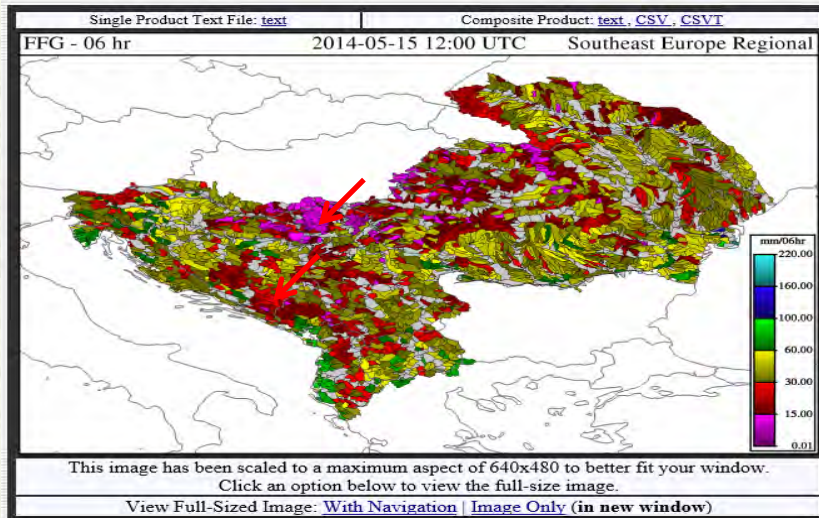 Single Product Text File: text
Composite Product: text , CSV , CSVT
FFG - 06 hr 2014-05-15 12:00 UTC Southeast Europe Regional
mm/06hr
220.00
160.00
100.00
60.00
30.00
15.00
0.01
This image has been scaled to a maximum aspect of 640x480 to better fit your window.
Click an option below to view the full-size image.
View Full-Sized Image: With Navigation | Image Only (in new window)